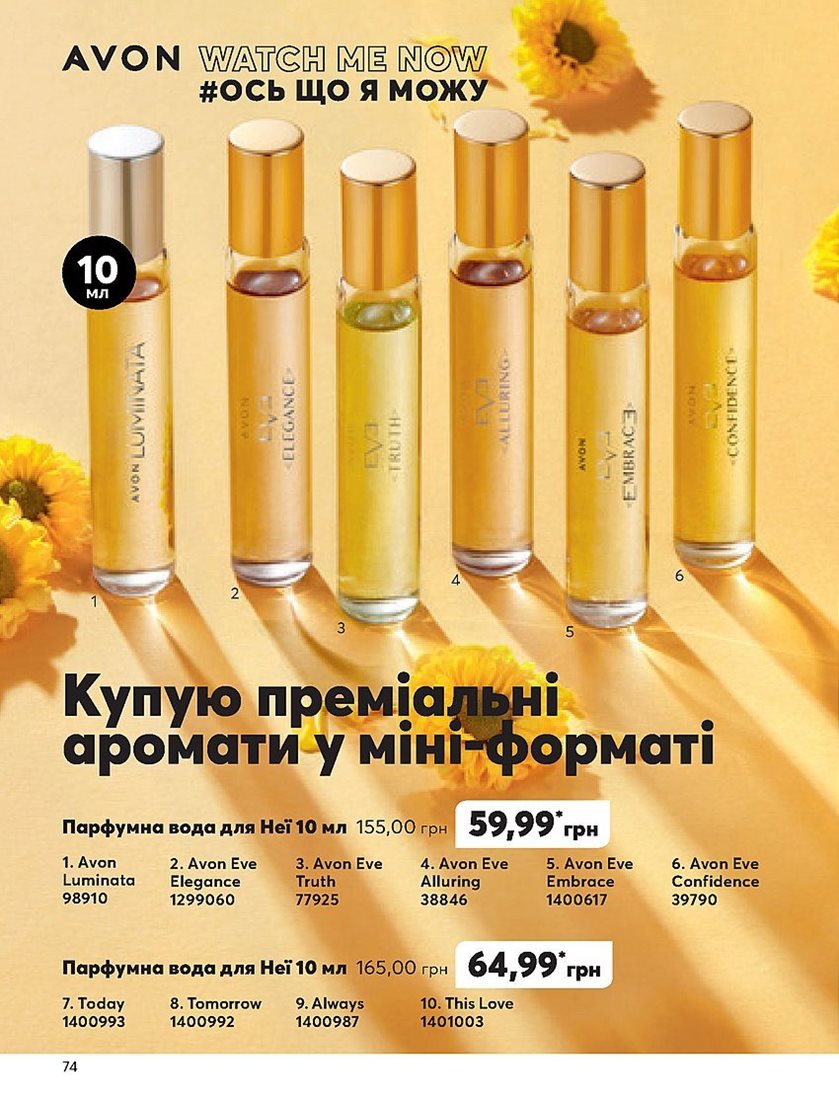 AVON WATCH ME NOW
#ОСЬ ЩО Я МОЖУ
10
МЛ
AVON LUMINATA
AVON
EVE
<ELEGANCE>
EVE
<TRUTH>
EVE
<ALLURING>
AVON
EVE
<EMBRACE>
AVON
EVE
<CONFIDENCE>
1
2
3
4
5
6
Купую преміальні
аромати у міні-форматі
Парфумна вода для Неї 10 мл 155,00 грн 59,99* грн
1. Avon
Luminata
98910
2. Avon Eve
Elegance
1299060
3. Avon Eve
Truth
77925
4. Avon Eve
Alluring
38846
5. Avon Eve
Embrace
1400617
6. Avon Eve
Confidence
39790
Парфумна вода для Неї 10 мл 165,00 грн 64,99* грн
7. Today
1400993
8. Tomorrow
1400992
9. Always
1400987
10. This Love
1401003
74